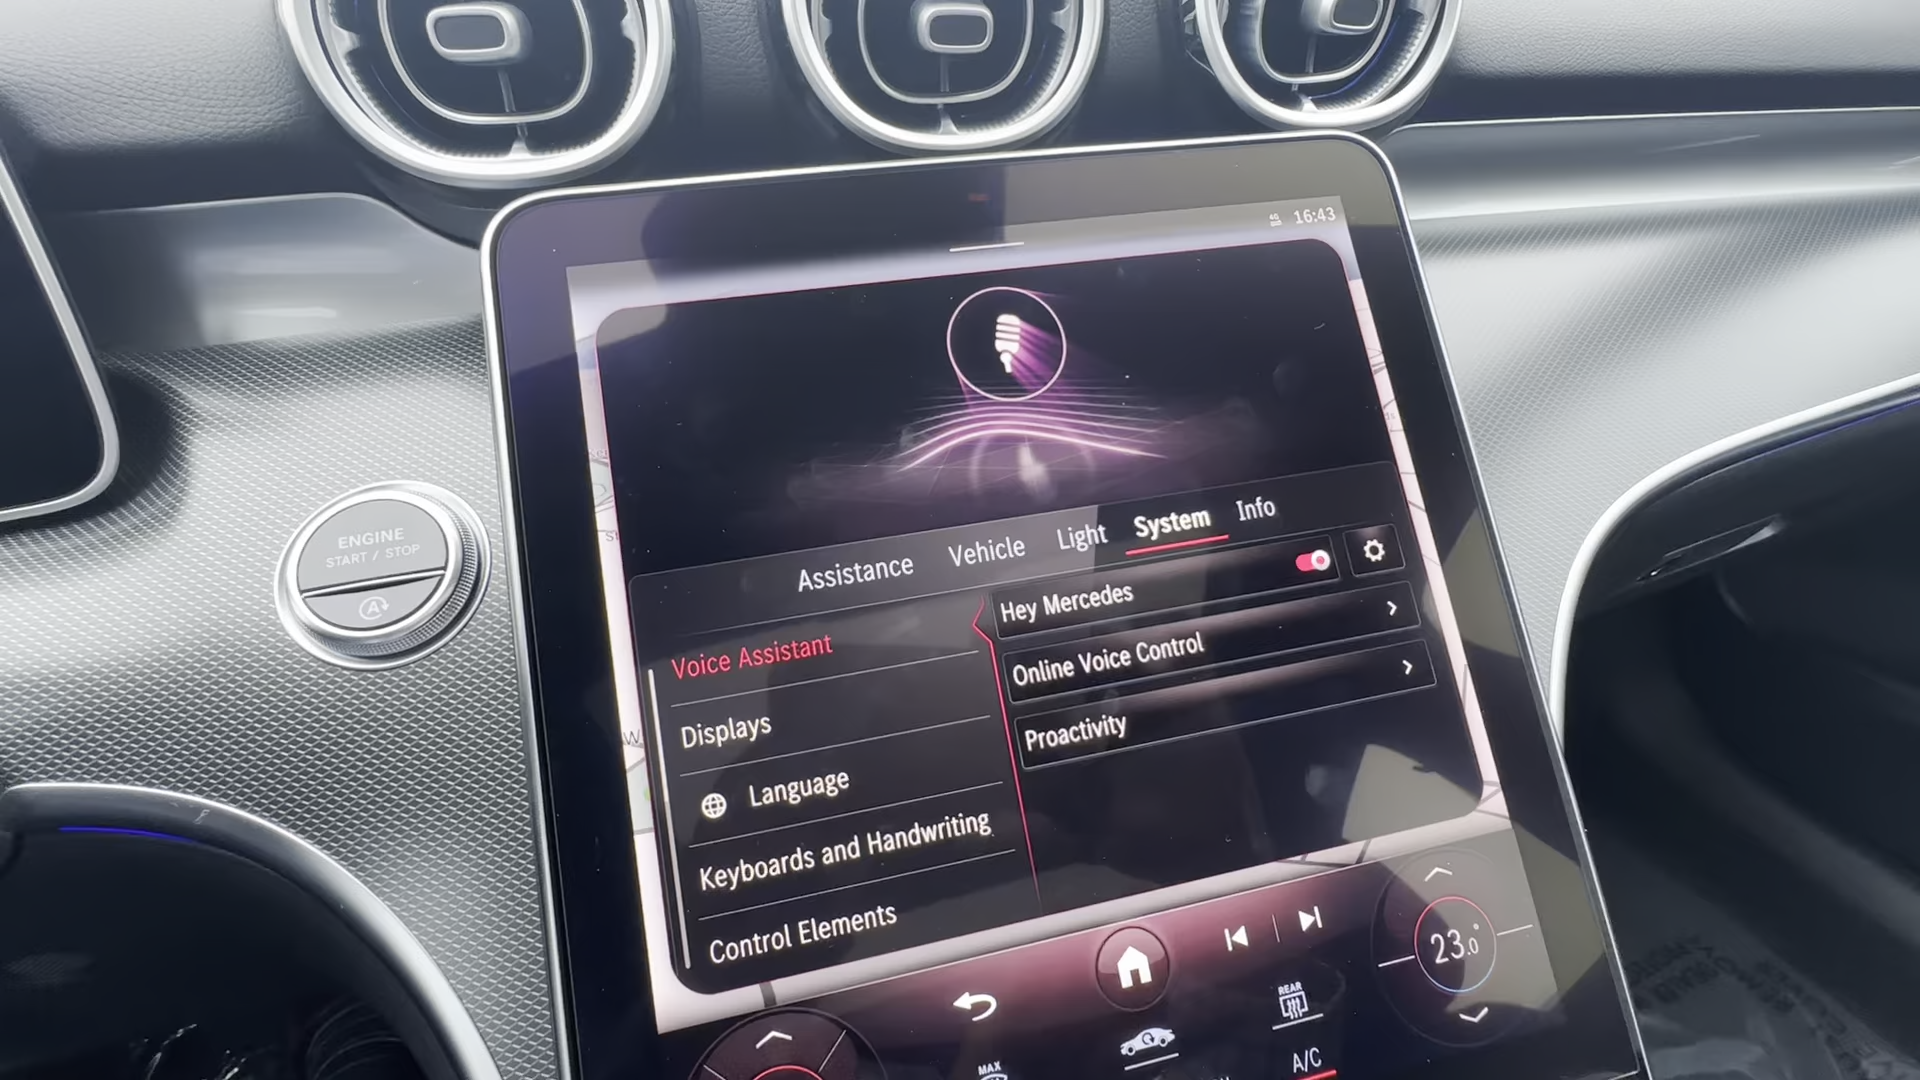 4G
16:43
ENGINE
START / STOP
A
Assistance Vehicle Light System Info
Voice Assistant
Displays
Language
Keyboards and Handwriting
Control Elements
Hey Mercedes
Online Voice Control
Proactivity
23.0°
REAR
MAX
A/C